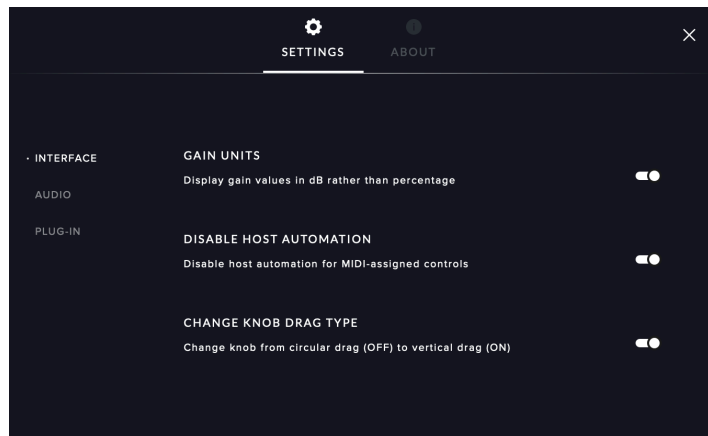 SETTINGS
ABOUT
INTERFACE
AUDIO
PLUG-IN
GAIN UNITS
Display gain values in dB rather than percentage
DISABLE HOST AUTOMATION
Disable host automation for MIDI-assigned controls
CHANGE KNOB DRAG TYPE
Change knob from circular drag (OFF) to vertical drag (ON)